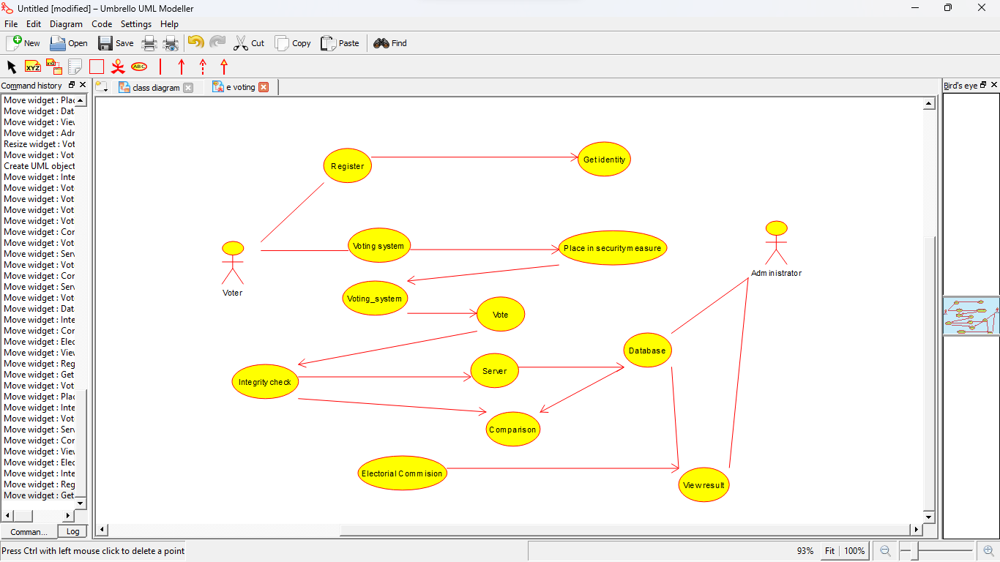 Untitled [modified] – Umbrello UML Modeller
File Edit Diagram Code Settings Help
New Open Save Cut Copy Paste Find
XYZ XYZ ABC
Command history
class diagram e voting
Bird's eye
Move widget : Plac
Move widget : Dat
Move widget : Viev
Move widget : Adr
Resize widget : Vot
Move widget : Vot
Create UML object
Move widget : Inte
Move widget : Vot
Move widget : Vot
Move widget : Vot
Move widget : Vot
Move widget : Cor
Move widget : Vot
Move widget : Serv
Move widget : Vot
Move widget : Cor
Move widget : Serv
Move widget : Vot
Move widget : Dat
Move widget : Inte
Move widget : Cor
Move widget : Elec
Move widget : Viev
Move widget : Reg
Move widget : Get
Move widget : Vot
Move widget : Plac
Move widget : Inte
Move widget : Vot
Move widget : Serv
Move widget : Cor
Move widget : Viev
Move widget : Elec
Move widget : Inte
Move widget : Reg
Move widget : Get
Comman... Log
Register
Get identity
Voting system
Place in security measure
Voter
Administrator
Voting_system
Vote
Database
Server
Integrity check
Comparison
Electorial Commision
View result
Press Ctrl with left mouse click to delete a point
93% Fit 100%